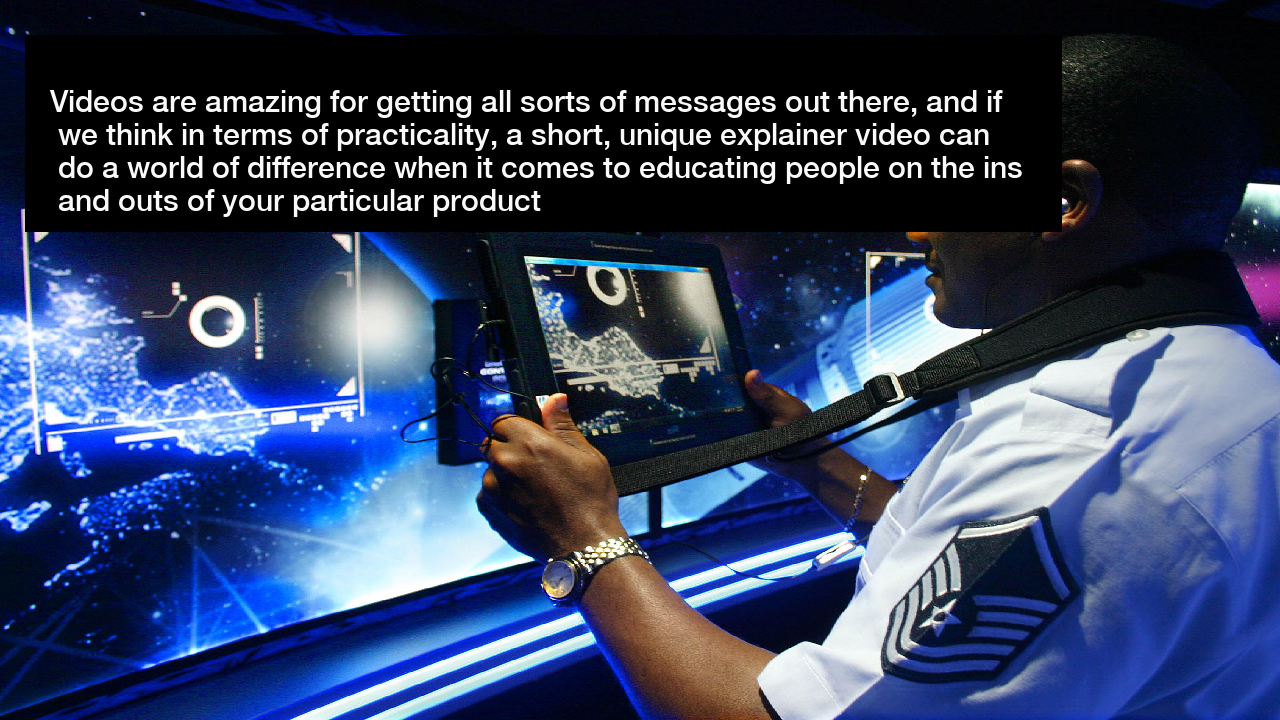 Videos are amazing for getting all sorts of messages out there, and if
we think in terms of practicality, a short, unique explainer video can
do a world of difference when it comes to educating people on the ins
and outs of your particular product